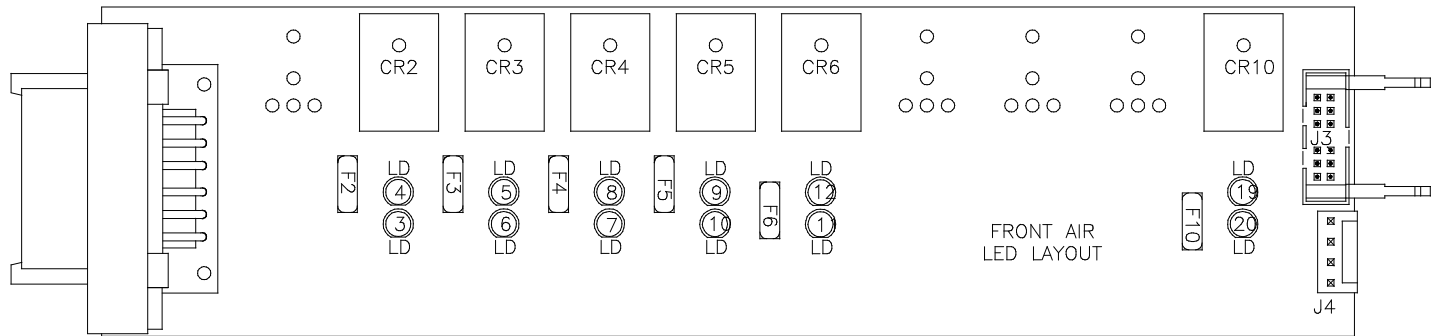 CR2 CR3 CR4 CR5 CR6 CR10
J3
LD LD LD LD LD LD
F2 4 F3 5 F4 8 F5 9 F6 12 F10 19
3 6 7 10 11 20
LD LD LD LD LD LD
FRONT AIR
LED LAYOUT
J4